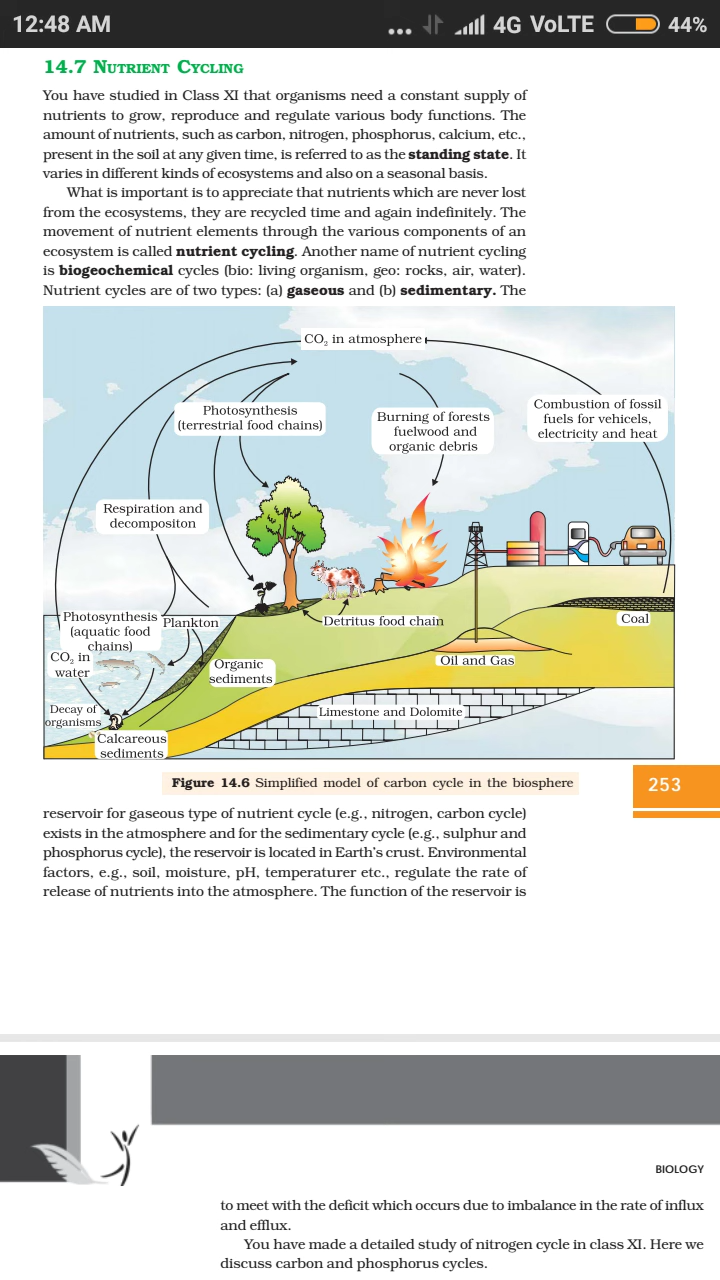 12:48 AM
... 4G VoLTE 44%
14.7 NUTRIENT CYCLING
You have studied in Class XI that organisms need a constant supply of
nutrients to grow, reproduce and regulate various body functions. The
amount of nutrients, such as carbon, nitrogen, phosphorus, calcium, etc.,
present in the soil at any given time, is referred to as the standing state. It
varies in different kinds of ecosystems and also on a seasonal basis.
What is important is to appreciate that nutrients which are never lost
from the ecosystems, they are recycled time and again indefinitely. The
movement of nutrient elements through the various components of an
ecosystem is called nutrient cycling. Another name of nutrient cycling
is biogeochemical cycles (bio: living organism, geo: rocks, air, water).
Nutrient cycles are of two types: (a) gaseous and (b) sedimentary. The
CO₂ in atmosphere
Photosynthesis
(terrestrial food chains)
Burning of forests
fuelwood and
organic debris
Combustion of fossil
fuels for vehicels,
electricity and heat
Respiration and
decompositon
Photosynthesis
(aquatic food
chains)
Plankton
Detritus food chain
Coal
CO₂ in
water
Organic
sediments
Oil and Gas
Decay of
organisms
Limestone and Dolomite
Calcareous
sediments
Figure 14.6 Simplified model of carbon cycle in the biosphere
253
reservoir for gaseous type of nutrient cycle (e.g., nitrogen, carbon cycle)
exists in the atmosphere and for the sedimentary cycle (e.g., sulphur and
phosphorus cycle), the reservoir is located in Earth's crust. Environmental
factors, e.g., soil, moisture, pH, temperaturer etc., regulate the rate of
release of nutrients into the atmosphere. The function of the reservoir is
BIOLOGY
to meet with the deficit which occurs due to imbalance in the rate of influx
and efflux.
You have made a detailed study of nitrogen cycle in class XI. Here we
discuss carbon and phosphorus cycles.